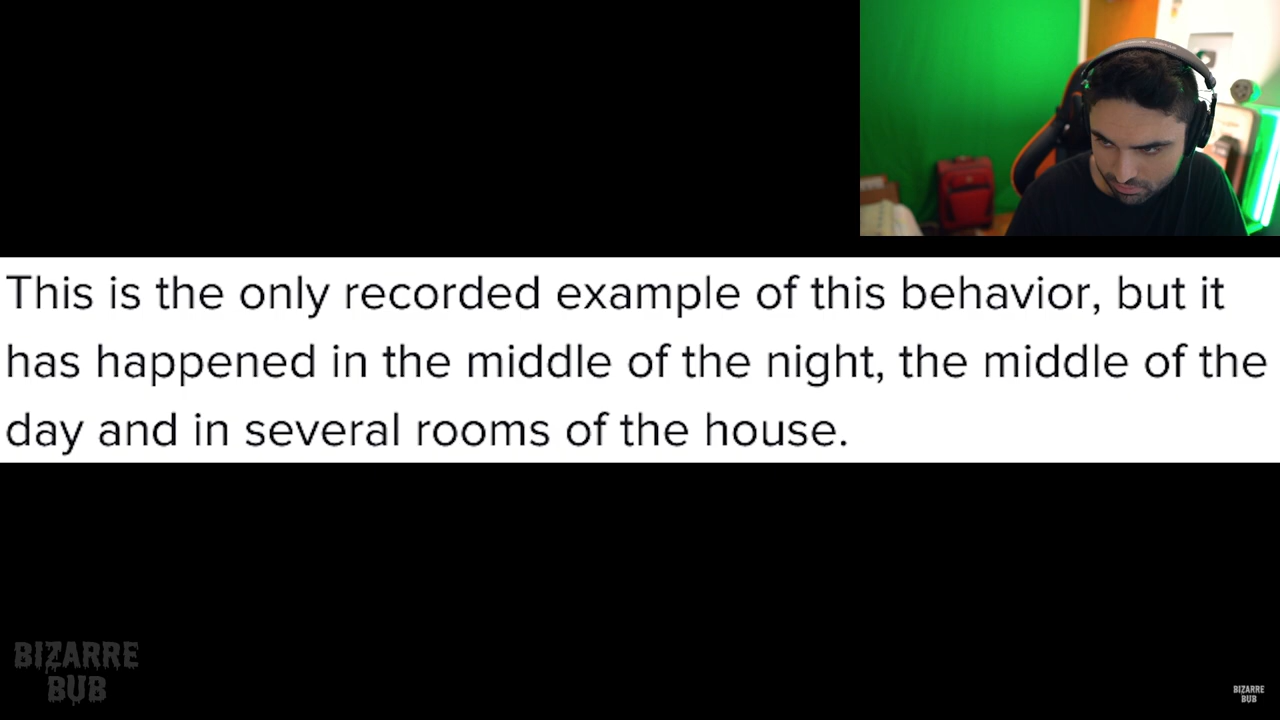 This is the only recorded example of this behavior, but it
has happened in the middle of the night, the middle of the
day and in several rooms of the house.
BIZARRE
BUB
BIZARRE
BUB